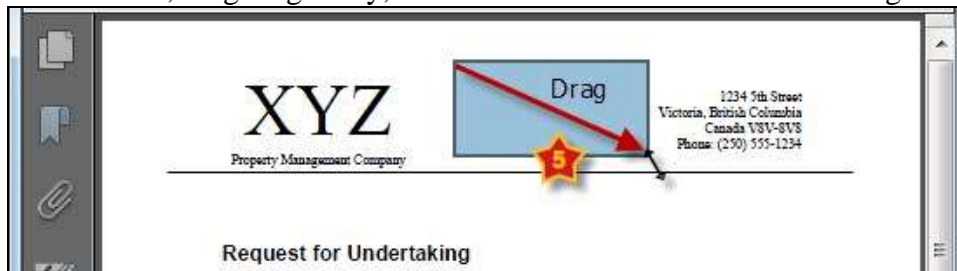 XYZ
Property Management Company
Drag
5
1234 5th Street
Victoria, British Columbia
Canada V8V-8V8
Phone: (250) 555-1234
Request for Undertaking